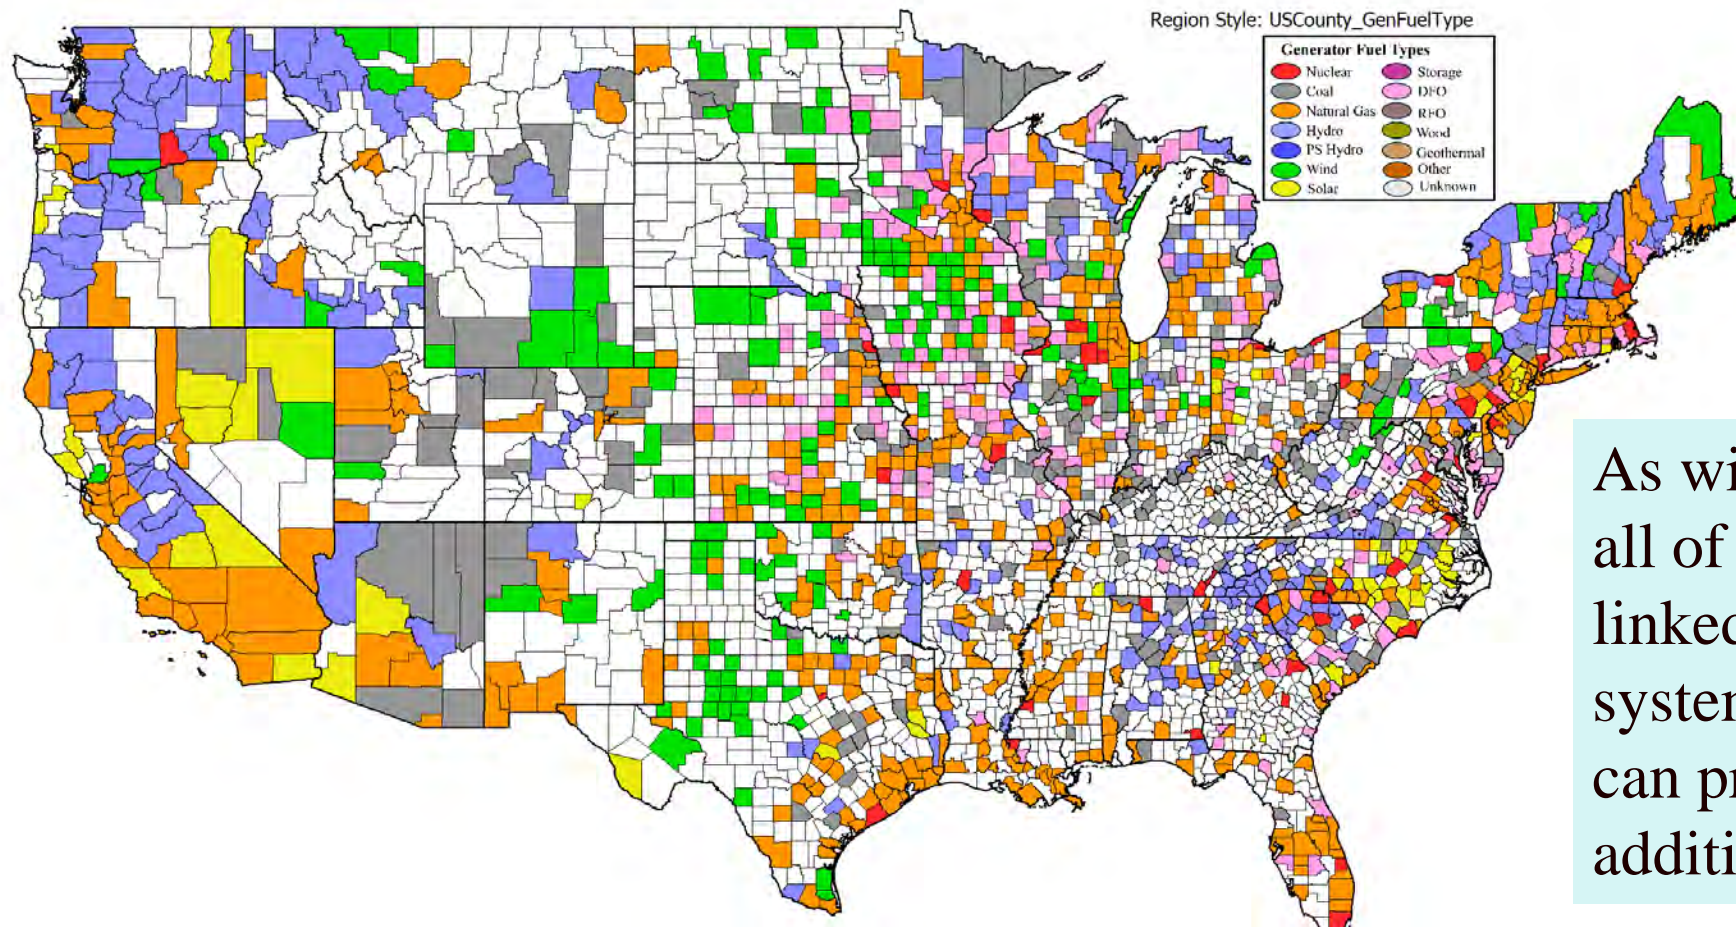 Region Style: USCounty_GenFuelType
Generator Fuel Types
Nuclear
Coal
Natural Gas
Hydro
PS Hydro
Wind
Solar
Storage
DFO
RFO
Wood
Geothermal
Other
Unknown
As wi
all of
linked
system
can pr
additi